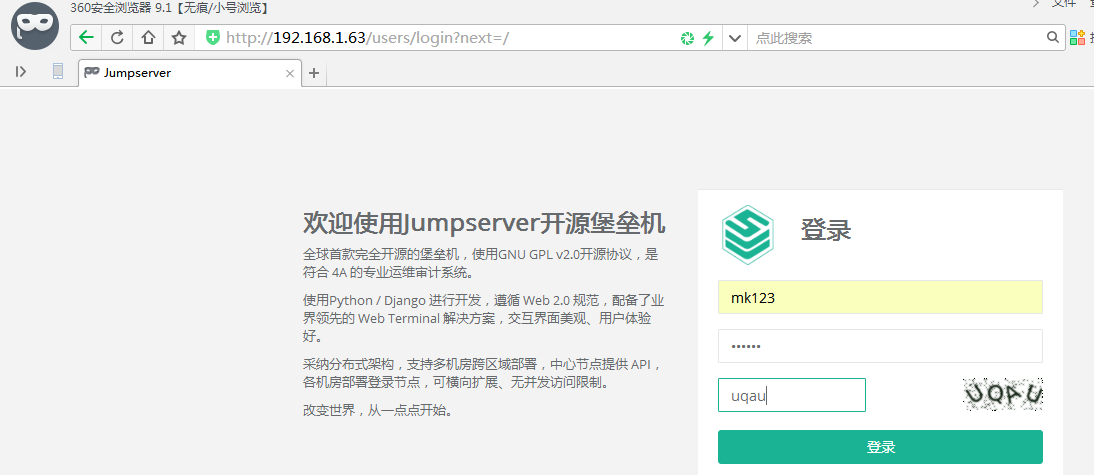 360安全浏览器 9.1【无痕/小号浏览】
文件
http://192.168.1.63/users/login?next=/
点此搜索
Jumpserver
欢迎使用Jumpserver开源堡垒机
登录
全球首款完全开源的堡垒机，使用GNU GPL v2.0开源协议，是
符合 4A 的专业运维审计系统。
使用Python / Django 进行开发，遵循 Web 2.0 规范，配备了业
界领先的 Web Terminal 解决方案，交互界面美观、用户体验
好。
采纳分布式架构，支持多机房跨区域部署，中心节点提供 API，
各机房部署登录节点，可横向扩展、无并发访问限制。
改变世界，从一点点开始。
mk123
••••••
uqau
UQAU
登录